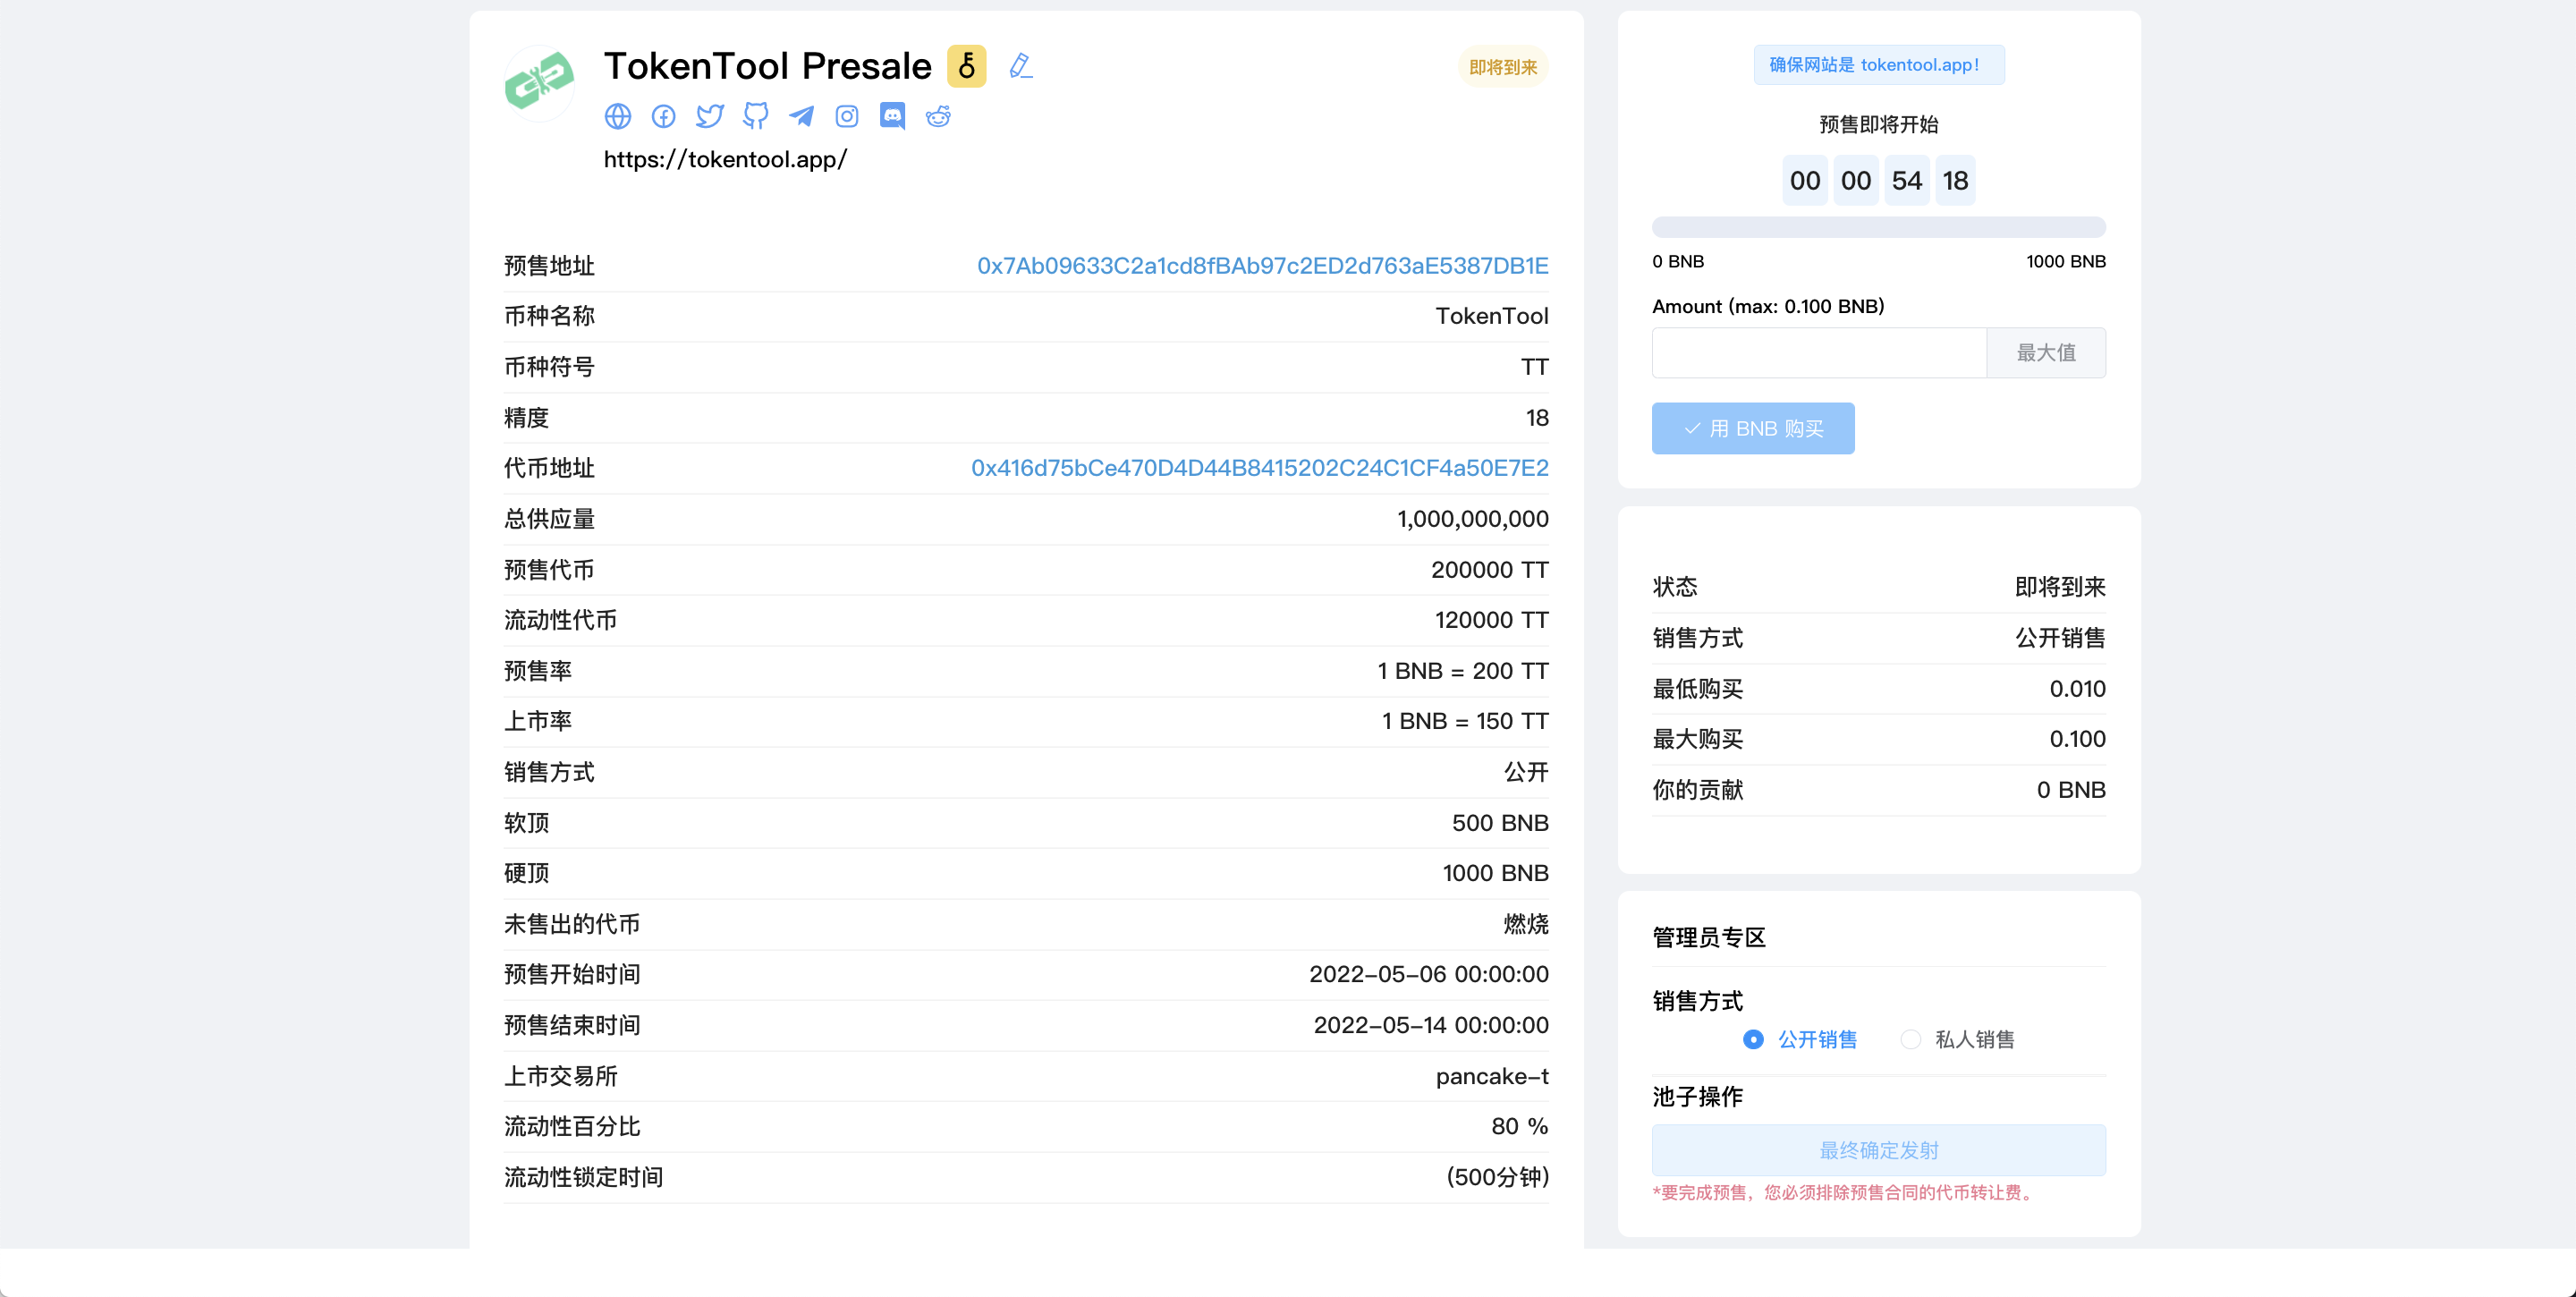 TokenTool Presale
即将到来
https://tokentool.app/
预售地址 0x7Ab09633C2a1cd8fBAb97c2ED2d763aE5387DB1E
币种名称 TokenTool
币种符号 TT
精度 18
代币地址 0x416d75bCe470D4D44B8415202C24C1CF4a50E7E2
总供应量 1,000,000,000
预售代币 200000 TT
流动性代币 120000 TT
预售率 1 BNB = 200 TT
上市率 1 BNB = 150 TT
销售方式 公开
软顶 500 BNB
硬顶 1000 BNB
未售出的代币 燃烧
预售开始时间 2022-05-06 00:00:00
预售结束时间 2022-05-14 00:00:00
上市交易所 pancake-t
流动性百分比 80 %
流动性锁定时间 (500分钟)
确保网站是 tokentool.app!
预售即将开始
00 00 54 18
0 BNB 1000 BNB
Amount (max: 0.100 BNB)
最大值
用 BNB 购买
状态 即将到来
销售方式 公开销售
最低购买 0.010
最大购买 0.100
你的贡献 0 BNB
管理员专区
销售方式
公开销售 私人销售
池子操作
最终确定发射
*要完成预售，您必须排除预售合同的代币转让费。